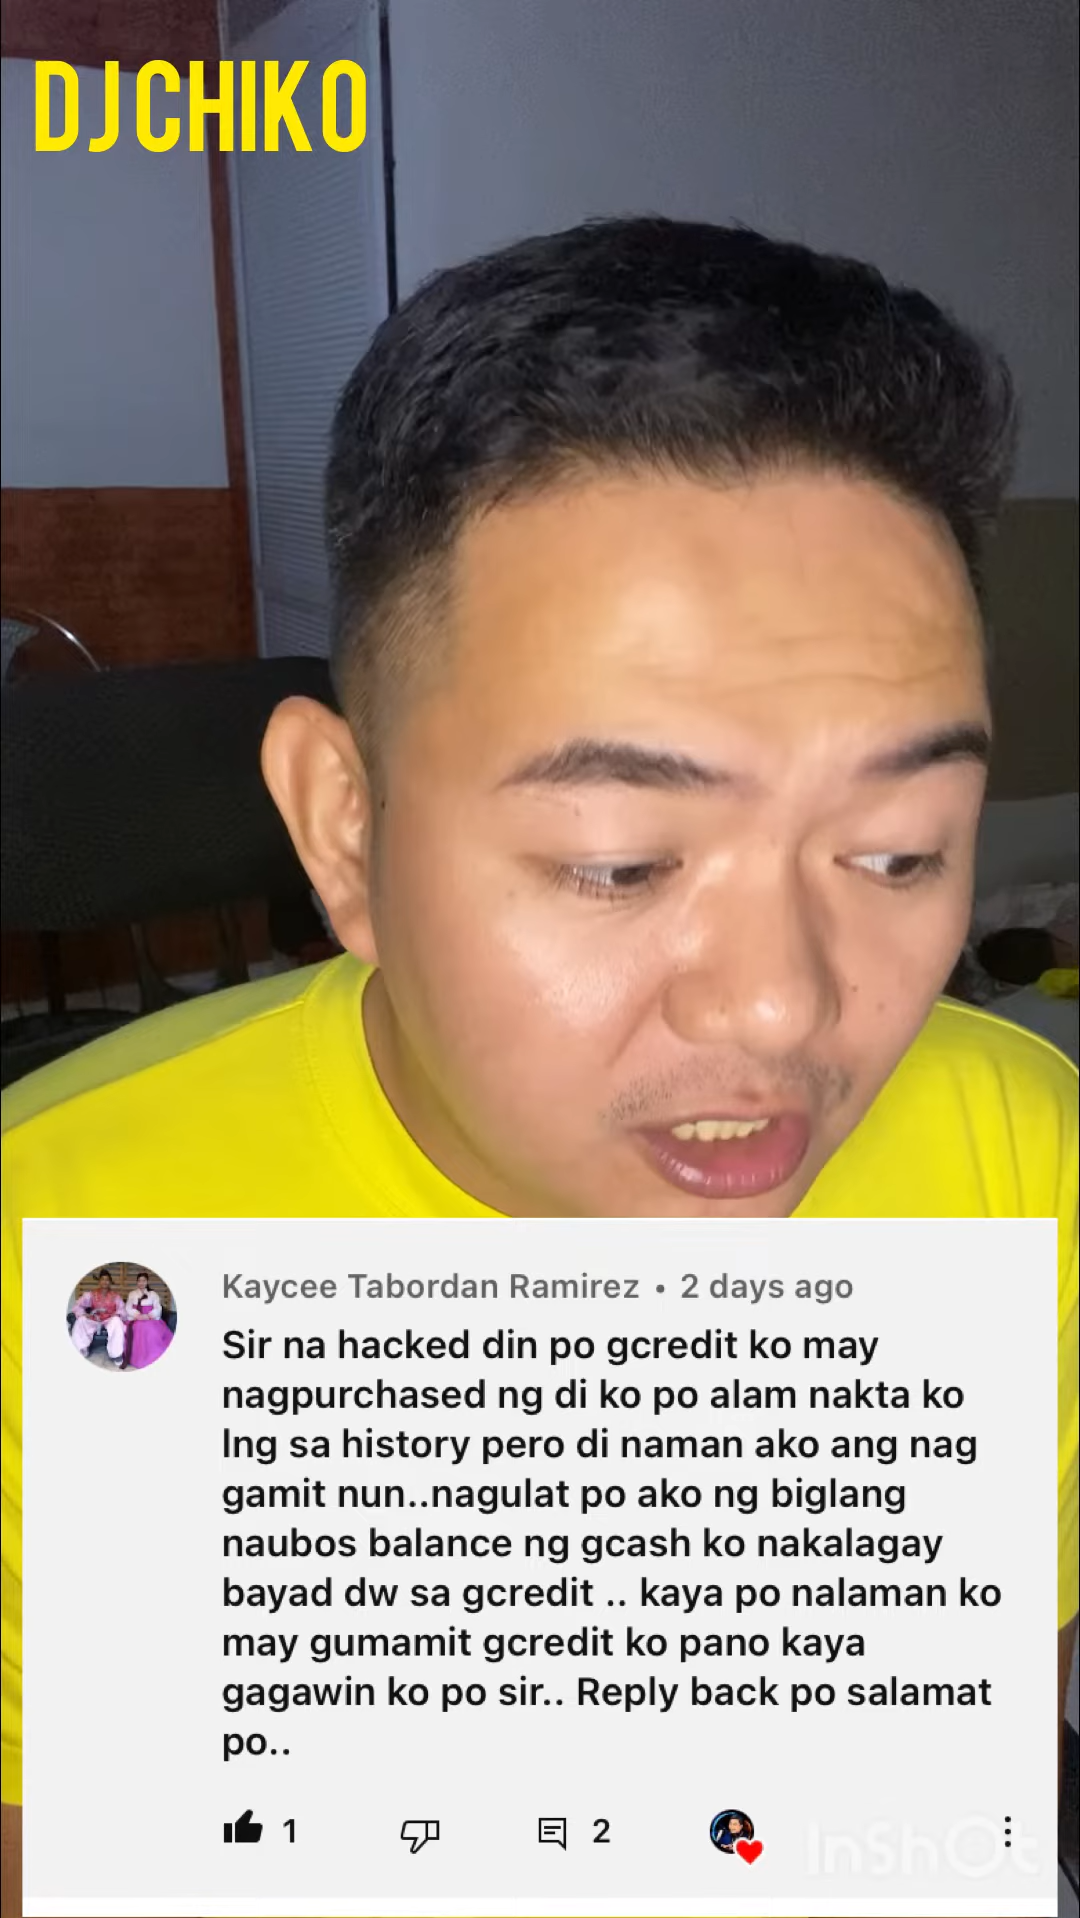 DJ CHIKO
Kaycee Tabordan Ramirez • 2 days ago
Sir na hacked din po gcredit ko may
nagpurchased ng di ko po alam nakta ko
lng sa history pero di naman ako ang nag
gamit nun..nagulat po ako ng biglang
naubos balance ng gcash ko nakalagay
bayad dw sa gcredit .. kaya po nalaman ko
may gumamit gcredit ko pano kaya
gagawin ko po sir.. Reply back po salamat
po..
1 2
InShOt